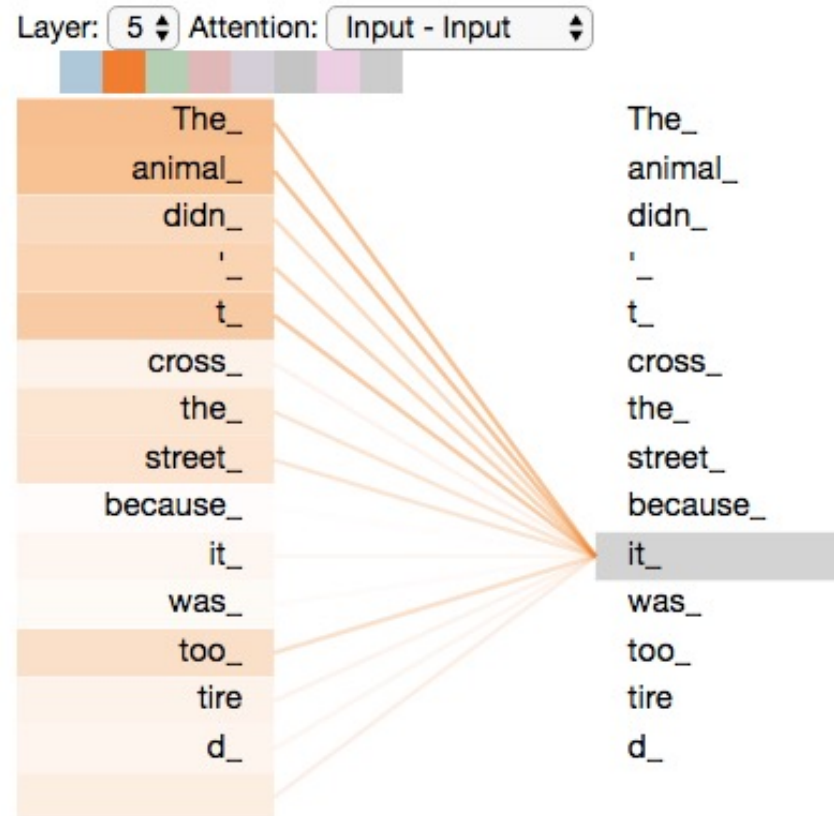 Layer: 5 Attention: Input - Input
The_ The_
animal_ animal_
didn_ didn_
'_ '_
t_ t_
cross_ cross_
the_ the_
street_ street_
because_ because_
it_ it_
was_ was_
too_ too_
tire tire
d_ d_